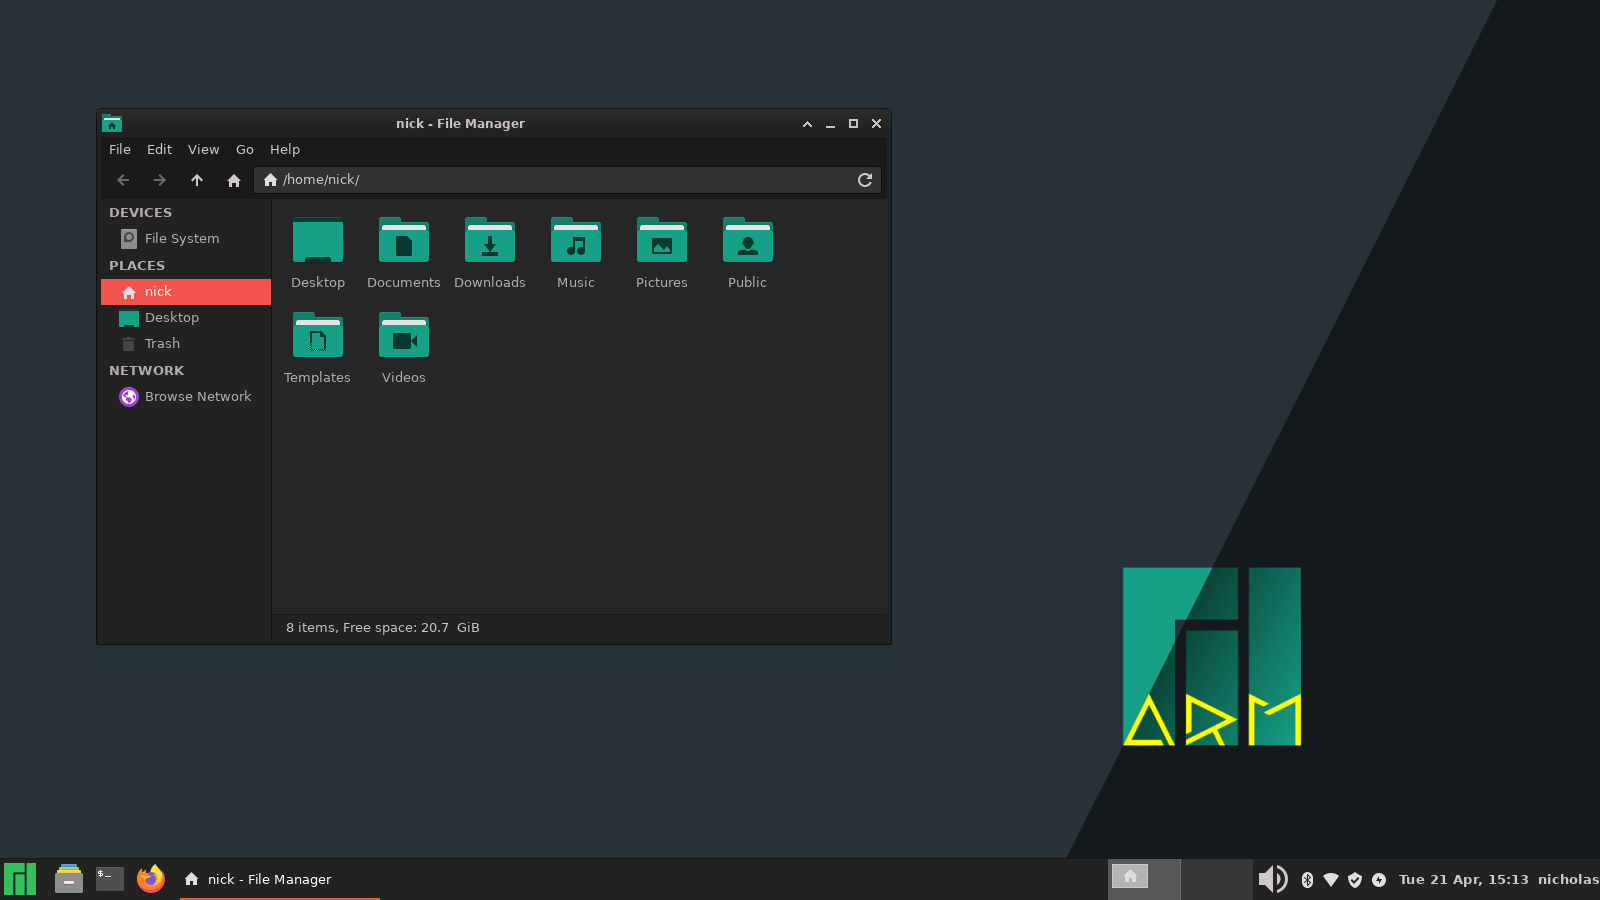 nick - File Manager
File Edit View Go Help
/home/nick/
DEVICES
File System
PLACES
nick
Desktop
Trash
NETWORK
Browse Network
Desktop Documents Downloads Music Pictures Public
Templates Videos
8 items, Free space: 20.7 GiB
ARM
$_ nick - File Manager Tue 21 Apr, 15:13 nicholas